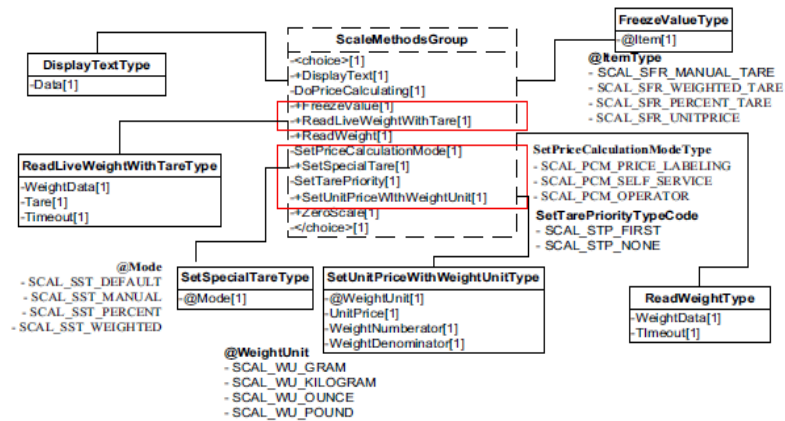 DisplayTextType
-Data[1]
ScaleMethodsGroup
-<choice>[1]
-+DisplayText[1]
-DoPriceCalculating[1]
-+FreezeValue[1]
-+ReadLiveWeightWithTare[1]
-+ReadWeight[1]
-SetPriceCalculationMode[1]
-+SetSpecialTare[1]
-SetTarePriority[1]
-+SetUnitPriceWIthWeightUnit[1]
-+ZeroScale[1]
-</choice>[1]
FreezeValueType
-@Item[1]
@ItemType
- SCAL_SFR_MANUAL_TARE
- SCAL_SFR_WEIGHTED_TARE
- SCAL_SFR_PERCENT_TARE
- SCAL_SFR_UNITPRICE
ReadLiveWeightWithTareType
-WeightData[1]
-Tare[1]
-Timeout[1]
SetPriceCalculationModeType
- SCAL_PCM_PRICE_LABELING
- SCAL_PCM_SELF_SERVICE
- SCAL_PCM_OPERATOR
SetTarePriorityTypeCode
- SCAL_STP_FIRST
- SCAL_STP_NONE
@Mode
- SCAL_SST_DEFAULT
- SCAL_SST_MANUAL
- SCAL_SST_PERCENT
- SCAL_SST_WEIGHTED
SetSpecialTareType
-@Mode[1]
SetUnitPriceWithWeightUnitType
-@WeightUnit[1]
-UnitPrice[1]
-WeightNumberator[1]
-WeightDenominator[1]
ReadWeightType
-WeightData[1]
-TImeout[1]
@WeightUnit
- SCAL_WU_GRAM
- SCAL_WU_KILOGRAM
- SCAL_WU_OUNCE
- SCAL_WU_POUND